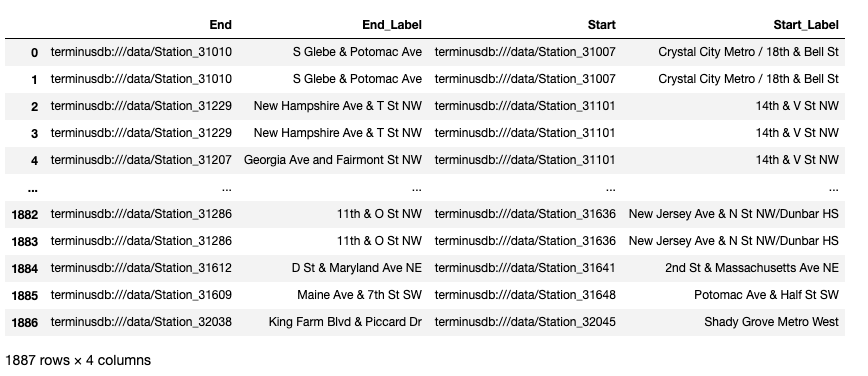 End End_Label Start Start_Label
0 terminusdb:///data/Station_31010 S Glebe & Potomac Ave terminusdb:///data/Station_31007 Crystal City Metro / 18th & Bell St
1 terminusdb:///data/Station_31010 S Glebe & Potomac Ave terminusdb:///data/Station_31007 Crystal City Metro / 18th & Bell St
2 terminusdb:///data/Station_31229 New Hampshire Ave & T St NW terminusdb:///data/Station_31101 14th & V St NW
3 terminusdb:///data/Station_31229 New Hampshire Ave & T St NW terminusdb:///data/Station_31101 14th & V St NW
4 terminusdb:///data/Station_31207 Georgia Ave and Fairmont St NW terminusdb:///data/Station_31101 14th & V St NW
... ... ... ... ...
1882 terminusdb:///data/Station_31286 11th & O St NW terminusdb:///data/Station_31636 New Jersey Ave & N St NW/Dunbar HS
1883 terminusdb:///data/Station_31286 11th & O St NW terminusdb:///data/Station_31636 New Jersey Ave & N St NW/Dunbar HS
1884 terminusdb:///data/Station_31612 D St & Maryland Ave NE terminusdb:///data/Station_31641 2nd St & Massachusetts Ave NE
1885 terminusdb:///data/Station_31609 Maine Ave & 7th St SW terminusdb:///data/Station_31648 Potomac Ave & Half St SW
1886 terminusdb:///data/Station_32038 King Farm Blvd & Piccard Dr terminusdb:///data/Station_32045 Shady Grove Metro West
1887 rows × 4 columns